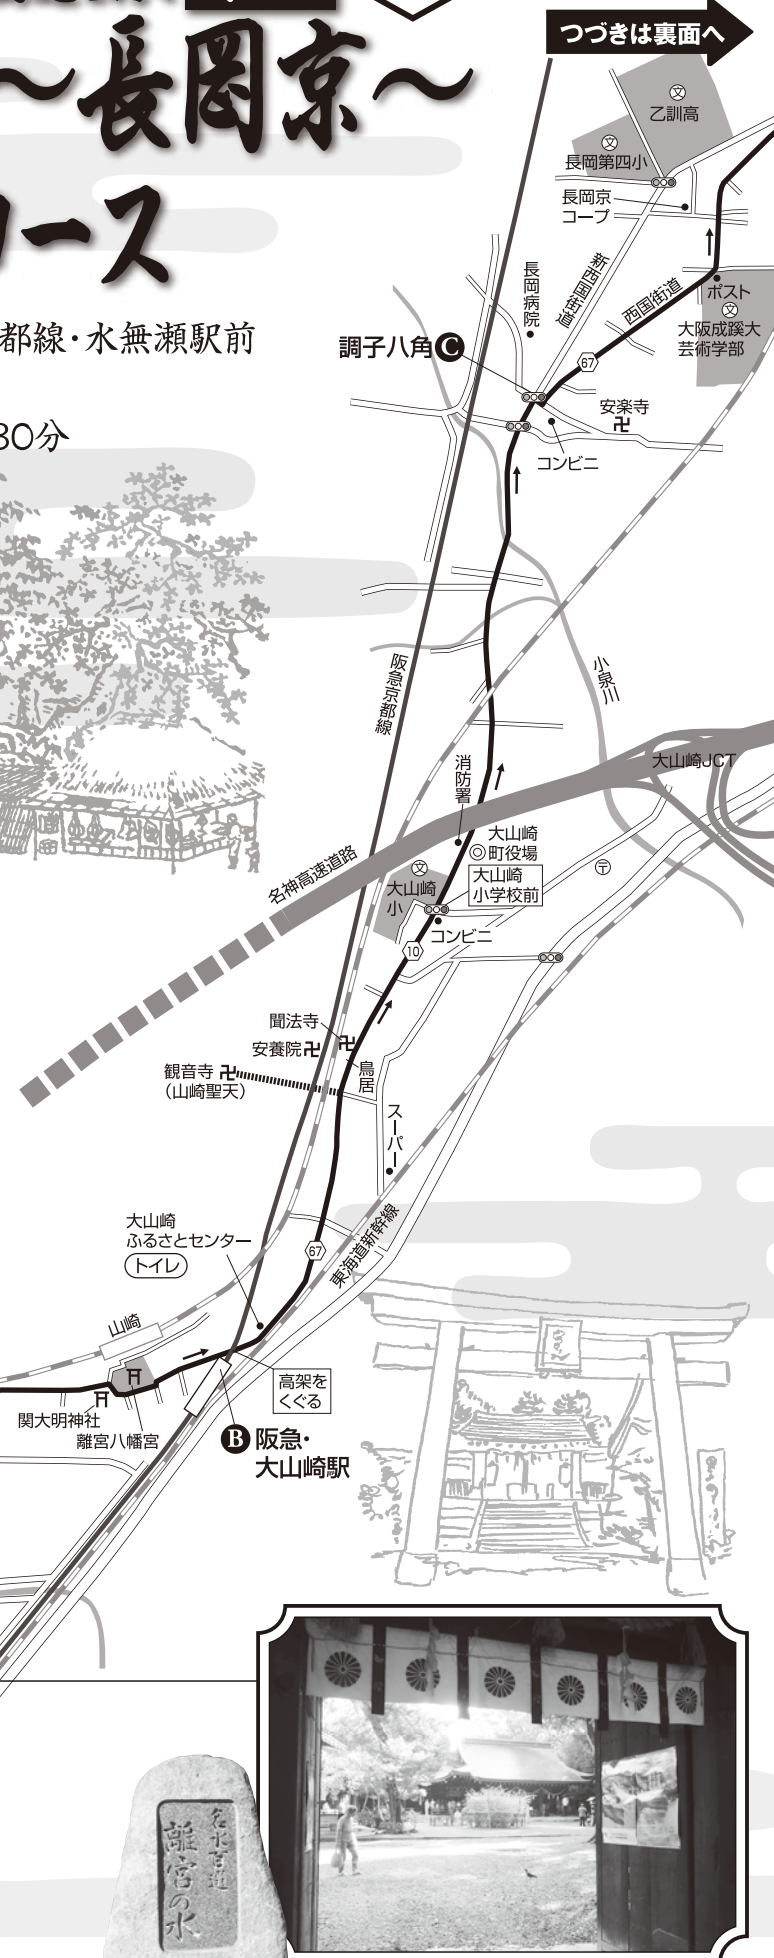 ～長岡京～
コース
都線・水無瀬駅前
30分
つづきは裏面へ
乙訓高
長岡第四小
長岡京
コープ
新西国街道
長岡病院
西国街道
ポスト
大阪成蹊大
芸術学部
調子八角C
67
安楽寺
コンビニ
阪急京都線
小泉川
大山崎JCT
消防署
大山崎
町役場
大山崎
小学校前
名神高速道路
大山崎
小
コンビニ
10
聞法寺
安養院
鳥居
観音寺
(山崎聖天)
スーパー
大山崎
ふるさとセンター
トイレ
67
東海道新幹線
山崎
高架を
くぐる
関大明神社
離宮八幡宮
B 阪急・
大山崎駅
名水百選
離宮の水